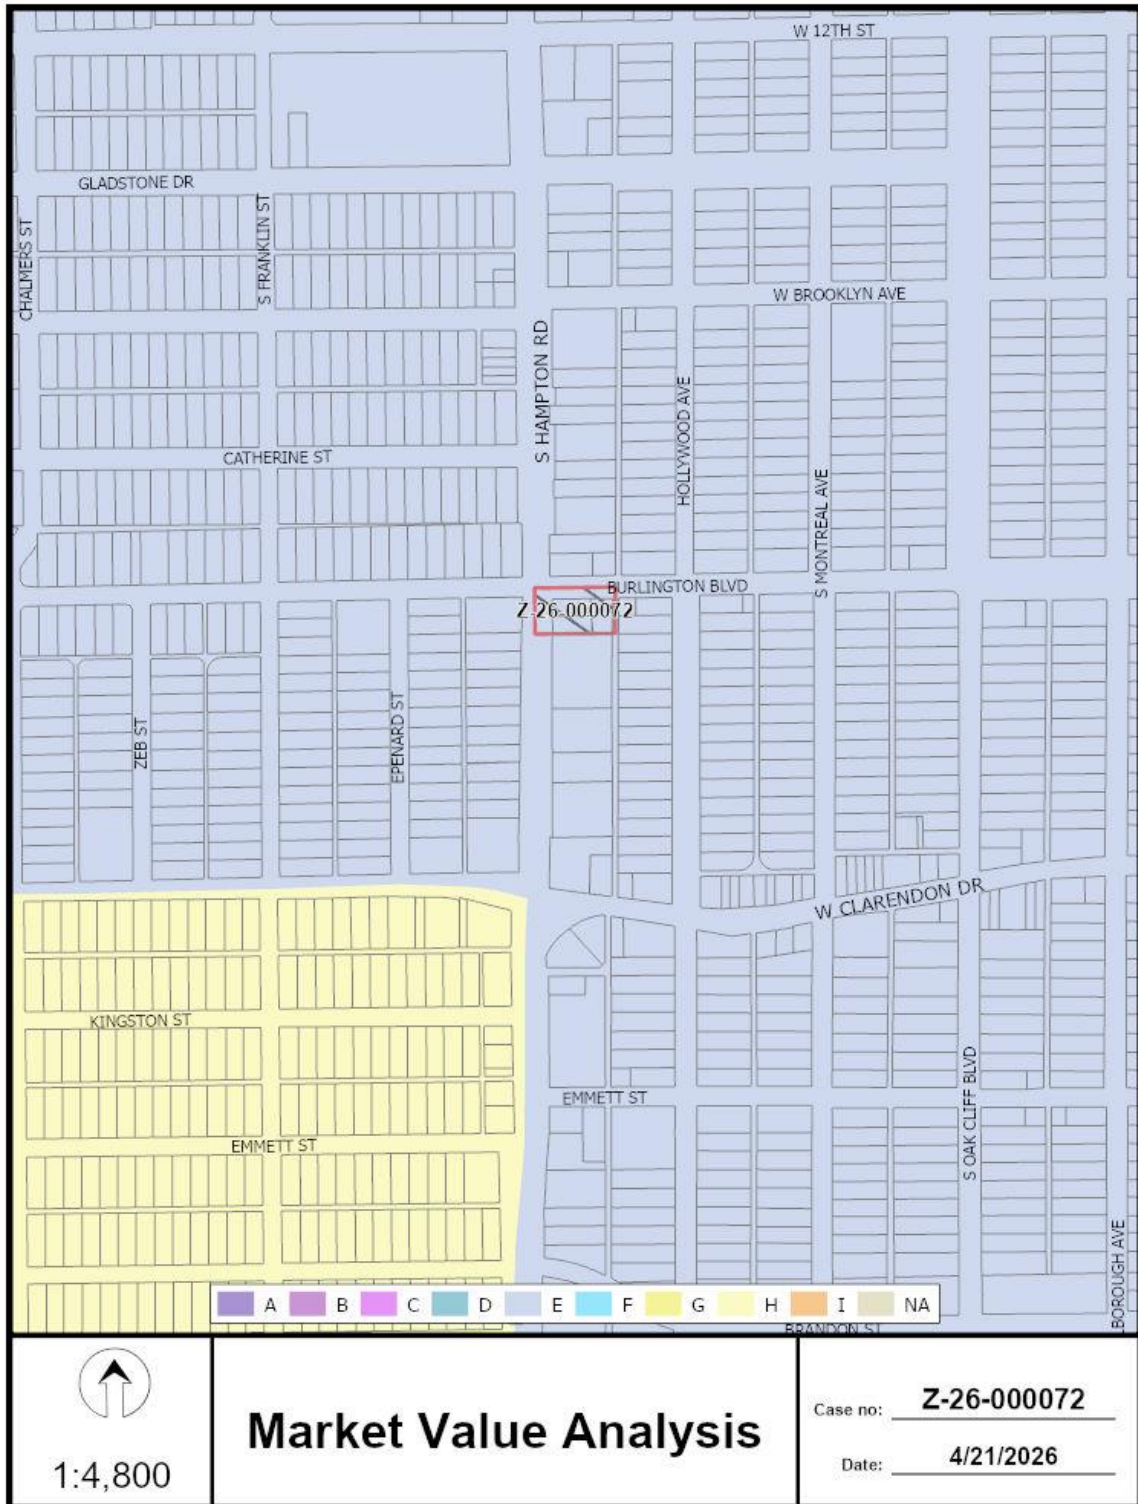 W 12TH ST
GLADSTONE DR
CHALMERS ST
S FRANKLIN ST
W BROOKLYN AVE
S HAMPTON RD
HOLLYWOOD AVE
CATHERINE ST
S MONTREAL AVE
BURLINGTON BLVD
Z-26-000072
ZEB ST
EPENARD ST
W CLARENDON DR
KINGSTON ST
EMMETT ST
S OAK CLIFF BLVD
EMMETT ST
LBOROUGH AVE
A B C D E F G H I NA
BRANDON ST
1:4,800
Market Value Analysis
Case no: Z-26-000072
Date: 4/21/2026